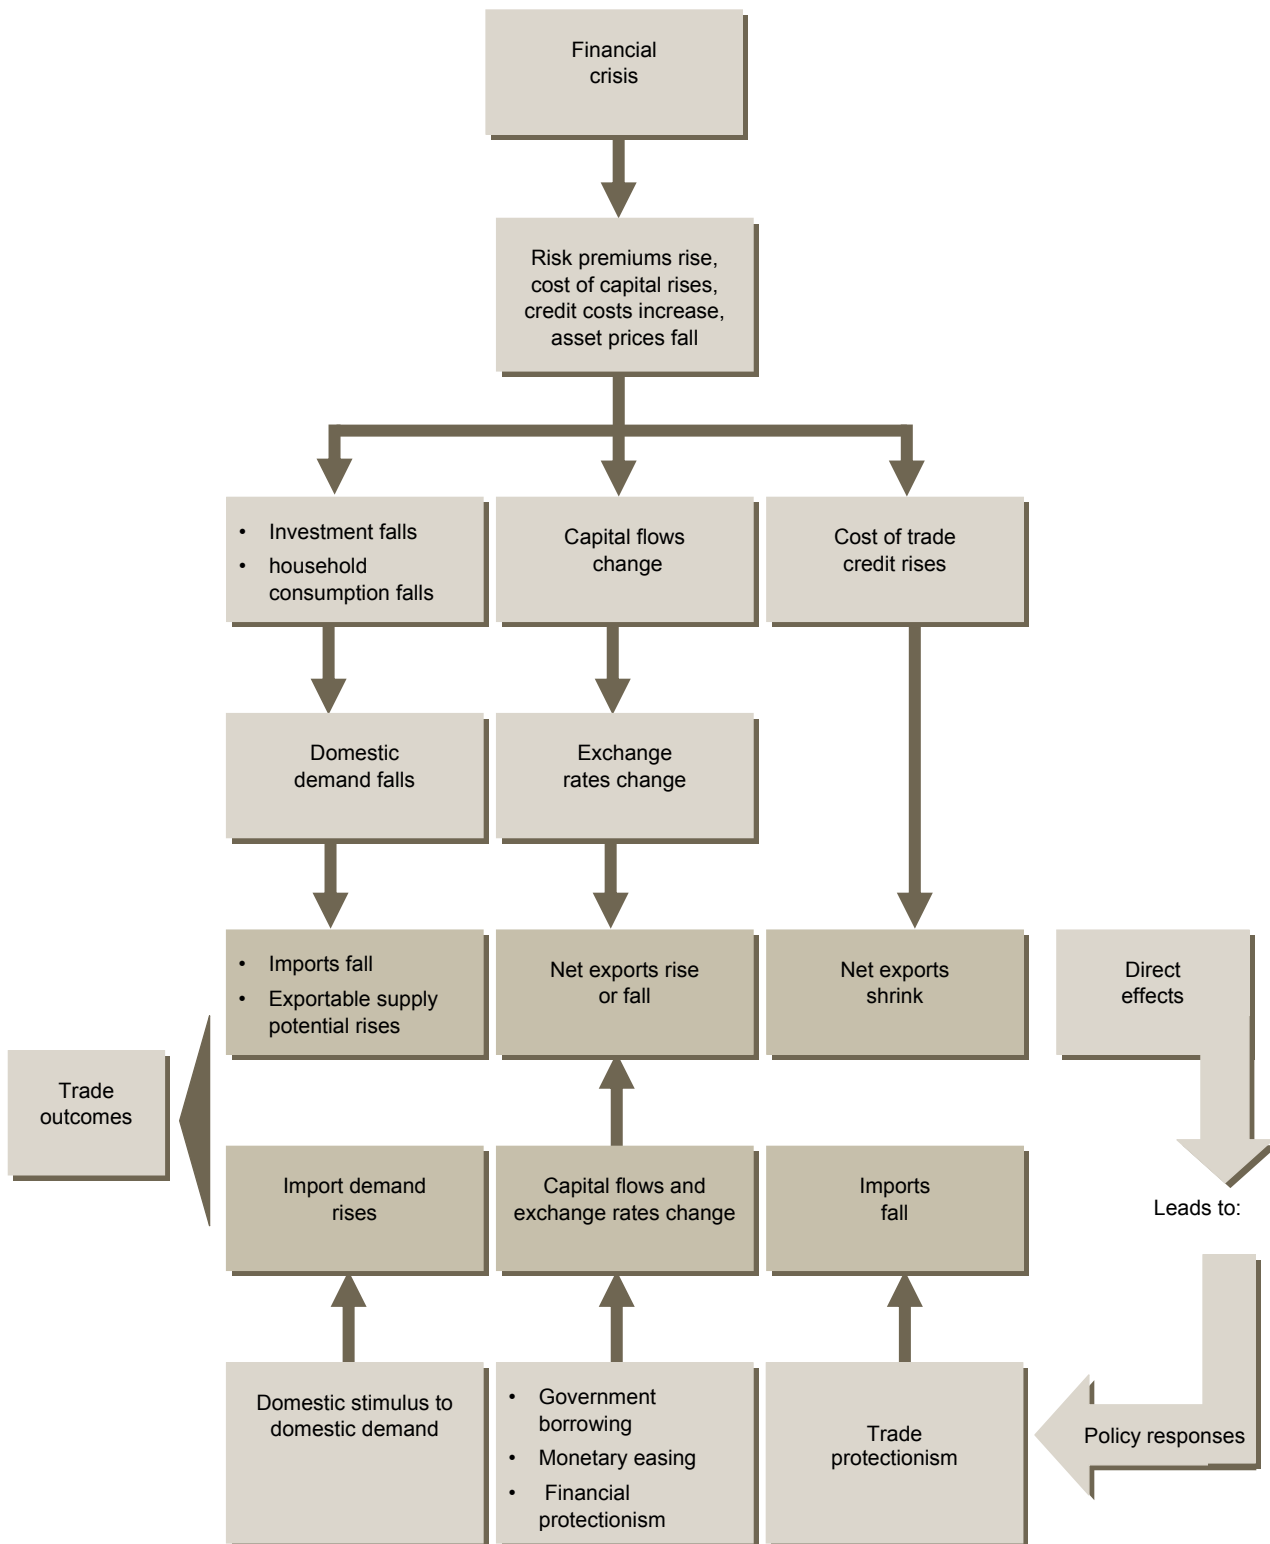 Financial
crisis
Risk premiums rise,
cost of capital rises,
credit costs increase,
asset prices fall
• Investment falls
• household
consumption falls
Capital flows
change
Cost of trade
credit rises
Domestic
demand falls
Exchange
rates change
• Imports fall
• Exportable supply
potential rises
Net exports rise
or fall
Net exports
shrink
Direct
effects
Trade
outcomes
Import demand
rises
Capital flows and
exchange rates change
Imports
fall
Leads to:
Domestic stimulus to
domestic demand
• Government
borrowing
• Monetary easing
• Financial
protectionism
Trade
protectionism
Policy responses